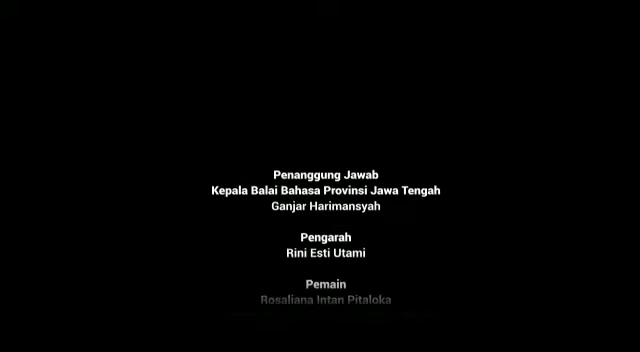 Penanggung Jawab
Kepala Balai Bahasa Provinsi Jawa Tengah
Ganjar Harimansyah
Pengarah
Rini Esti Utami
Pemain
Rosaliana Intan Pitaloka